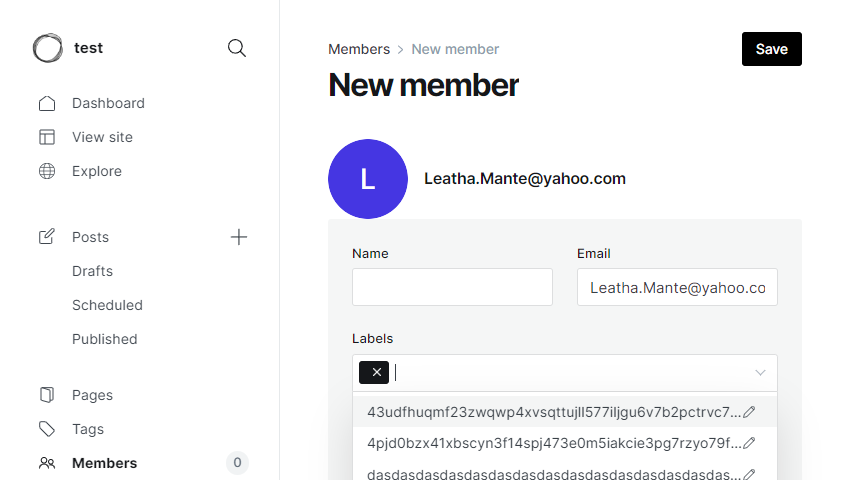 test
Dashboard
View site
Explore
Posts
Drafts
Scheduled
Published
Pages
Tags
Members 0
Members > New member
Save
New member
L
Leatha.Mante@yahoo.com
Name
Email
Leatha.Mante@yahoo.co
Labels
43udfhuqmf23zwqwp4xvsqttujll577iljgu6v7b2pctrvc7...
4pjd0bzx41xbscyn3f14spj473e0m5iakcie3pg7rzyo79f...
dasdasdasdasdasdasdasdasdasdasdasdasdasdasdas...